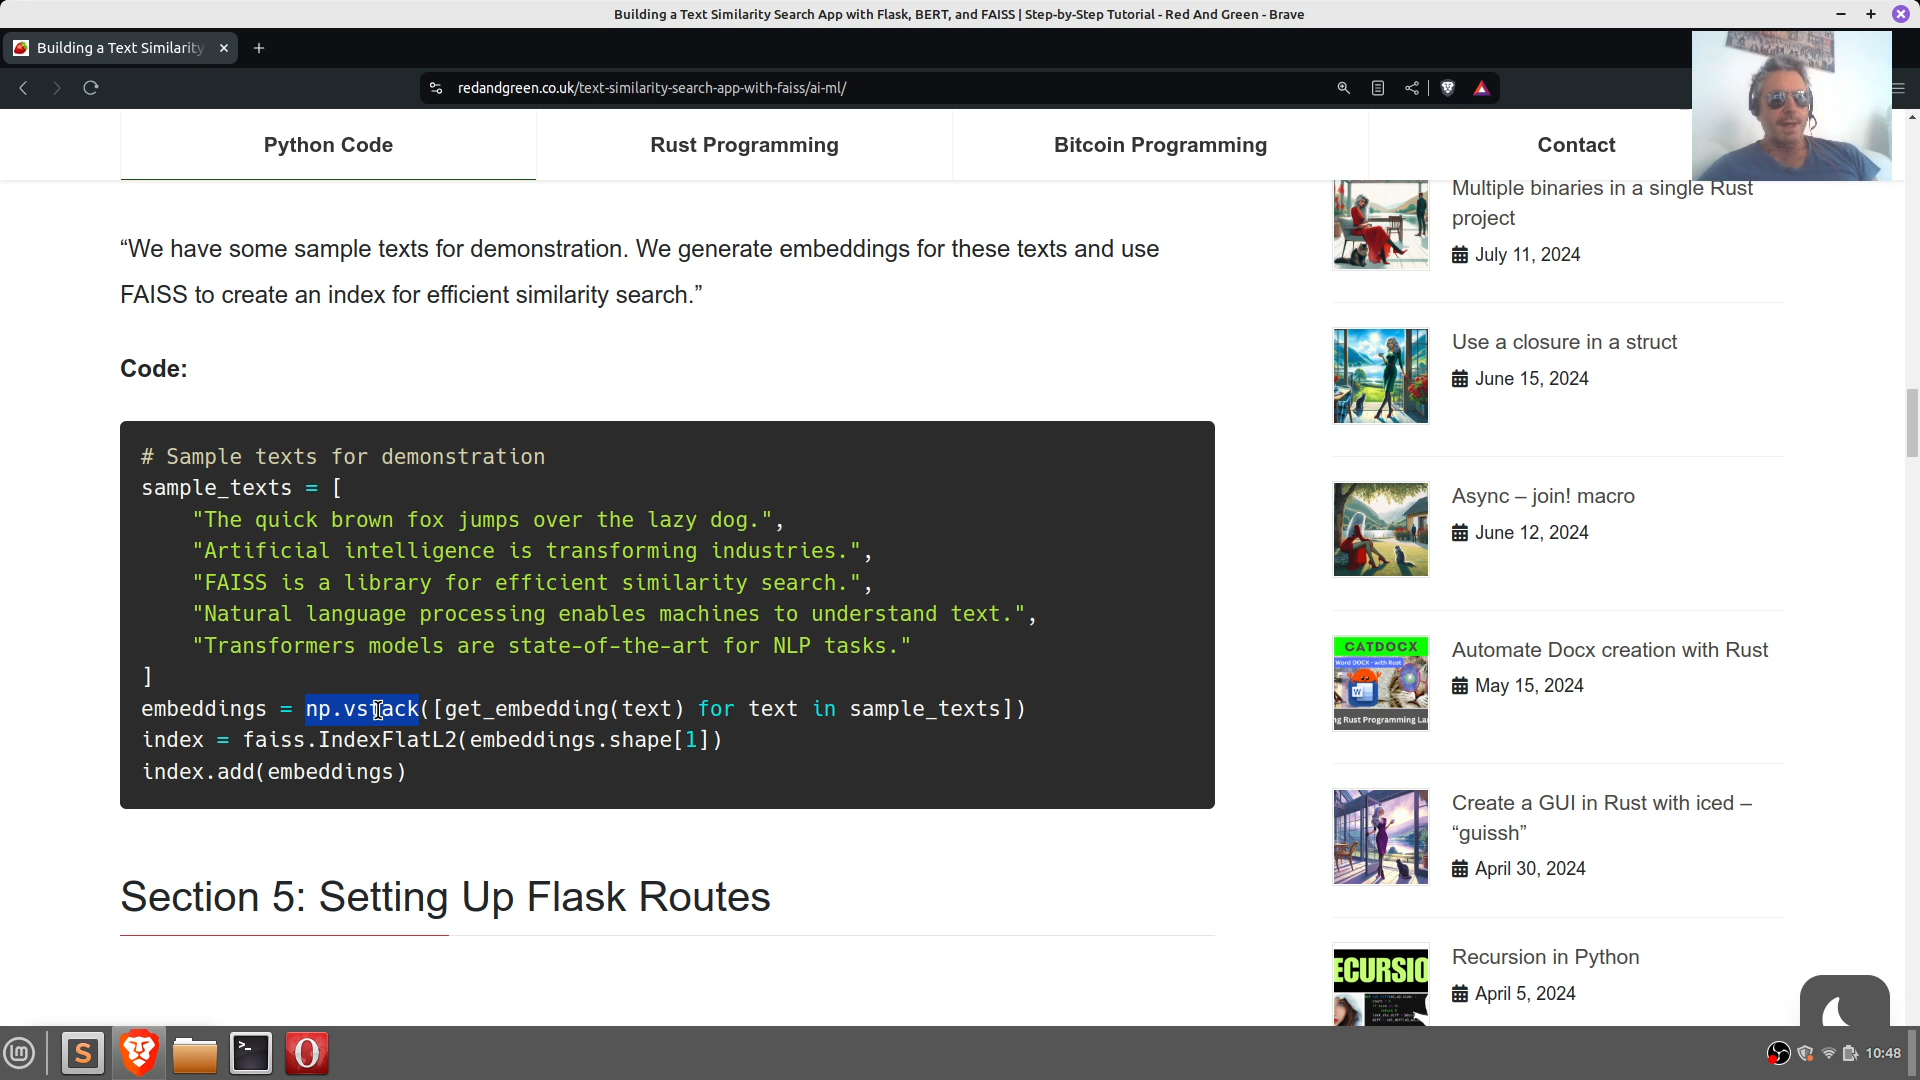 Building a Text Similarity Search App with Flask, BERT, and FAISS | Step-by-Step Tutorial - Red And Green - Brave
Building a Text Similarity
redandgreen.co.uk/text-similarity-search-app-with-faiss/ai-ml/
Python Code
Rust Programming
Bitcoin Programming
Contact
“We have some sample texts for demonstration. We generate embeddings for these texts and use
FAISS to create an index for efficient similarity search.”
Code:
# Sample texts for demonstration
sample_texts = [
"The quick brown fox jumps over the lazy dog.",
"Artificial intelligence is transforming industries.",
"FAISS is a library for efficient similarity search.",
"Natural language processing enables machines to understand text.",
"Transformers models are state-of-the-art for NLP tasks."
]
embeddings = np.vstack([get_embedding(text) for text in sample_texts])
index = faiss.IndexFlatL2(embeddings.shape[1])
index.add(embeddings)
Section 5: Setting Up Flask Routes
Multiple binaries in a single Rust
project
July 11, 2024
Use a closure in a struct
June 15, 2024
Async – join! macro
June 12, 2024
CATDOCX
Word DOCX - with Rust
W
ng Rust Programming La
Automate Docx creation with Rust
May 15, 2024
Create a GUI in Rust with iced –
“guissh”
April 30, 2024
ECURSIO
Recursion in Python
April 5, 2024
10:48